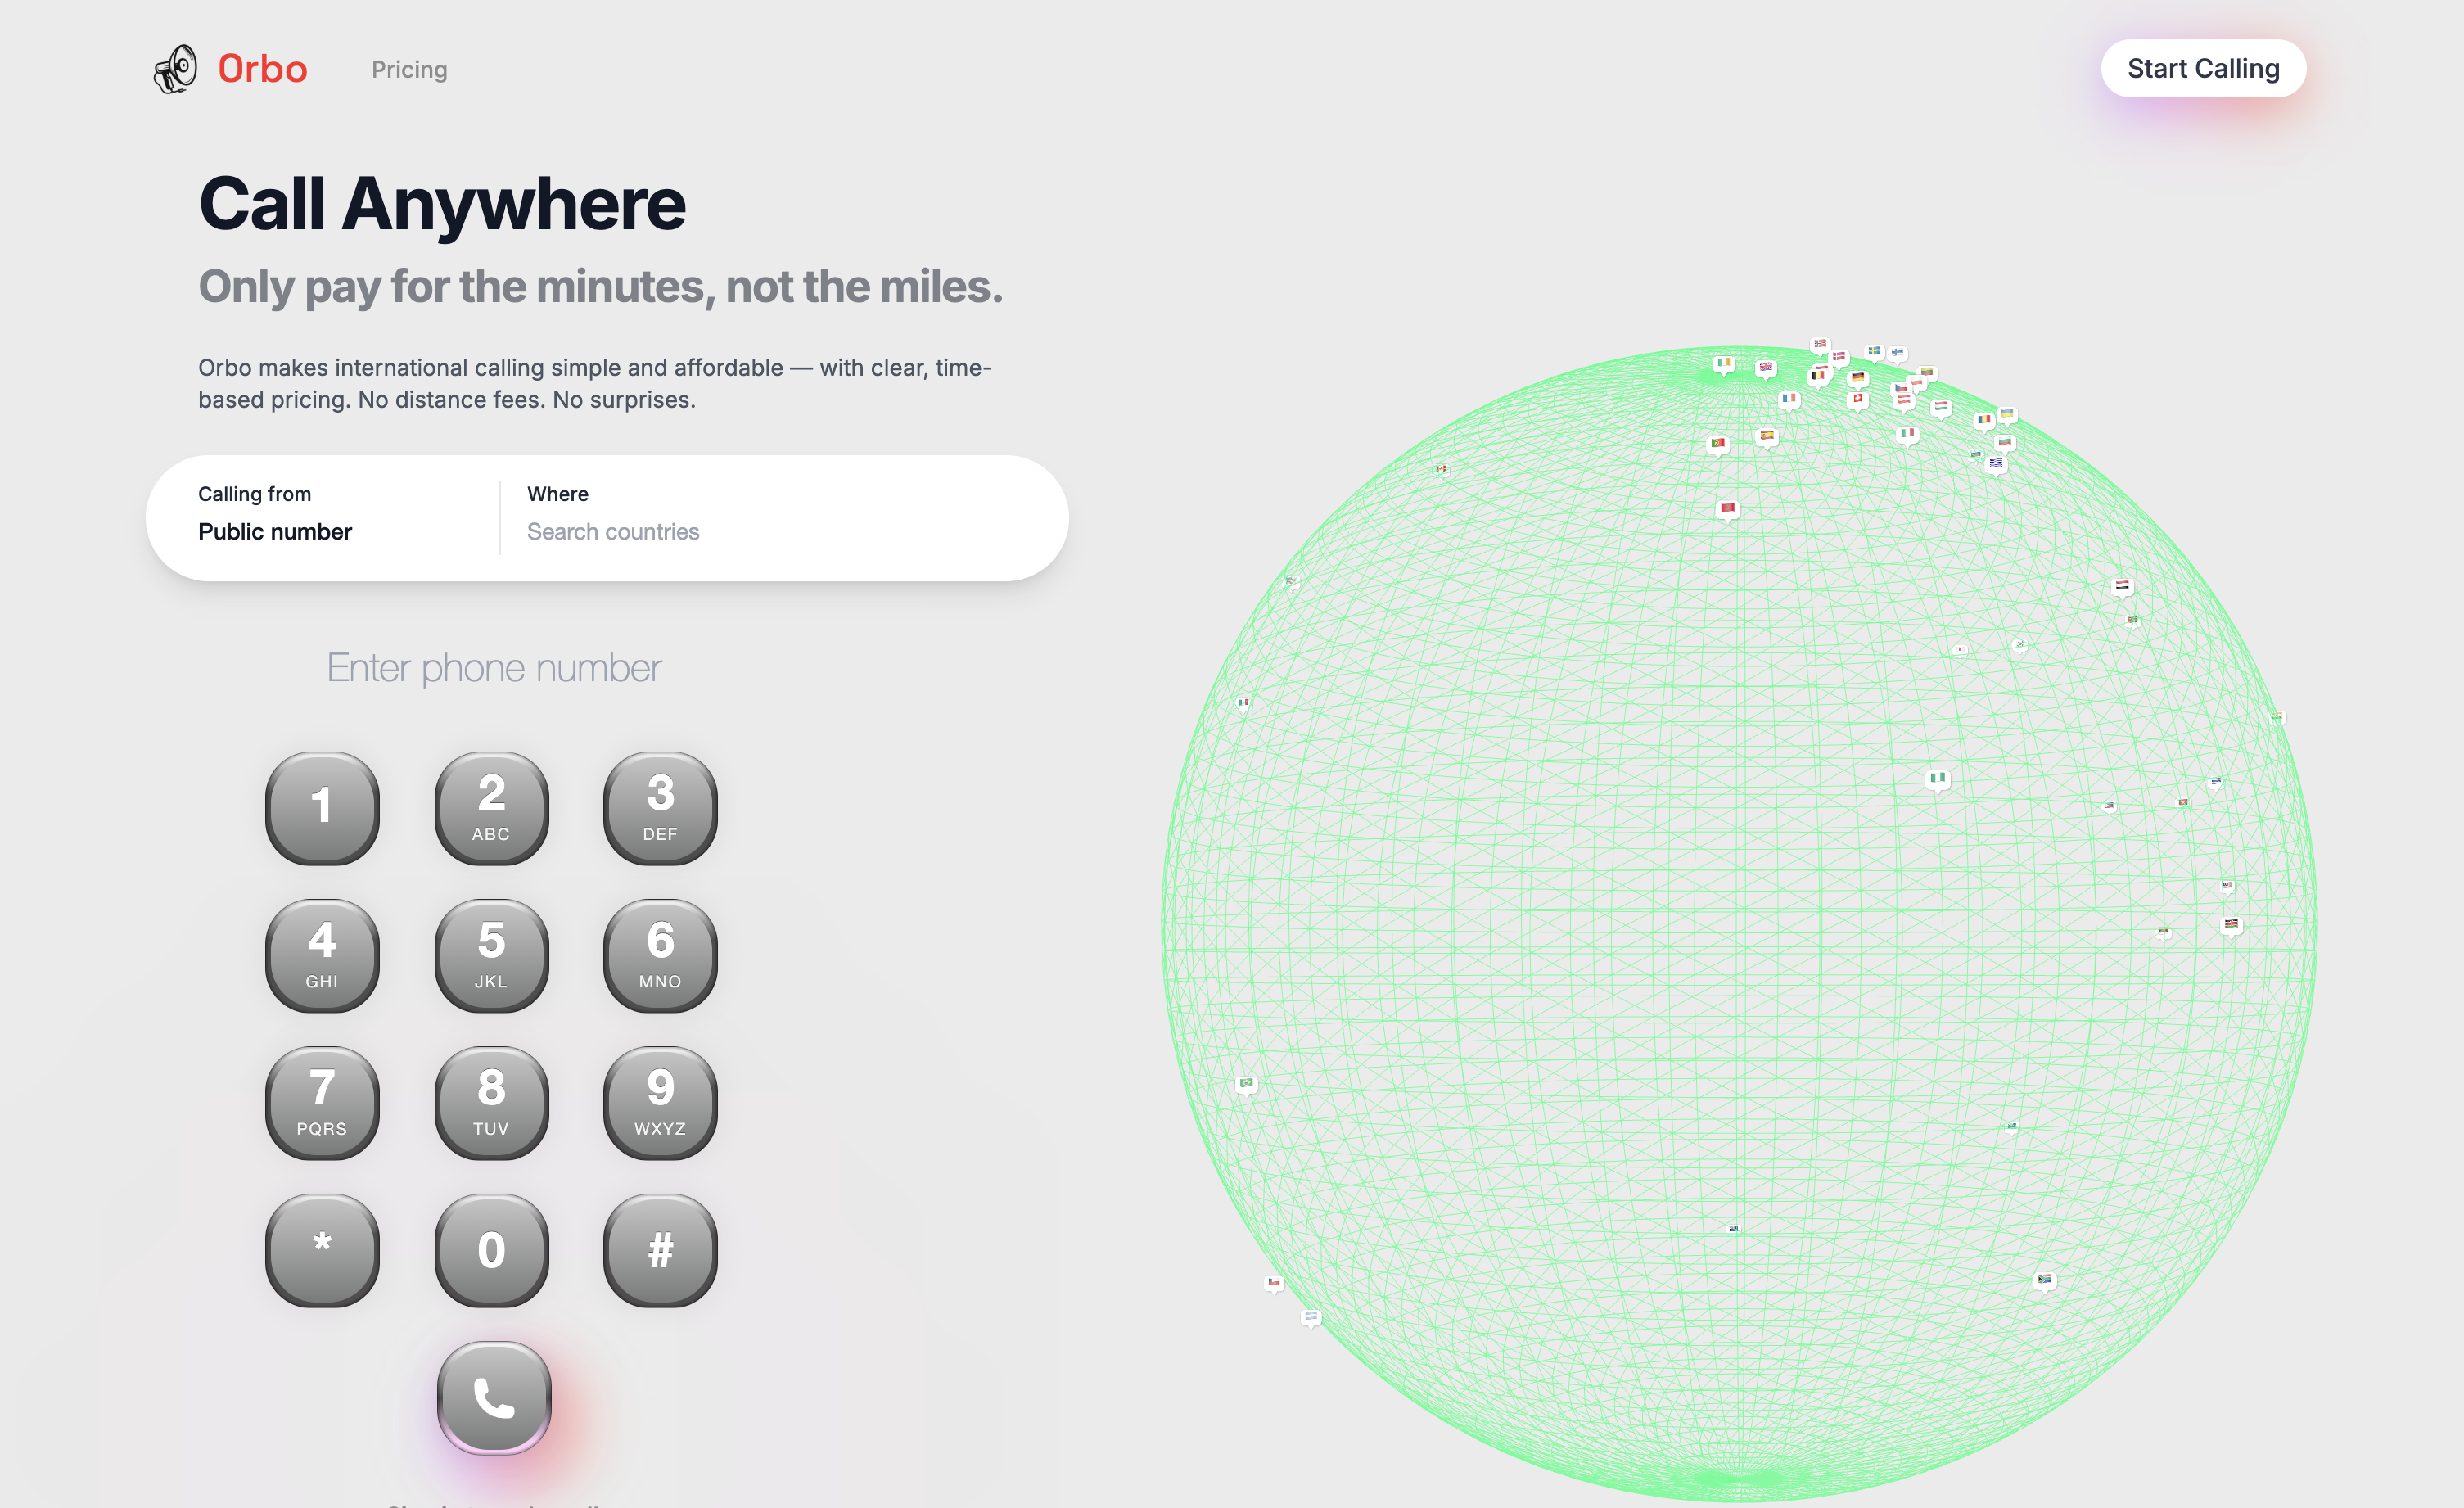 Orbo
Pricing
Start Calling
Call Anywhere
Only pay for the minutes, not the miles.
Orbo makes international calling simple and affordable — with clear, time-
based pricing. No distance fees. No surprises.
Calling from
Where
Public number
Search countries
Enter phone number
1
2
3
ABC
DEF
4
5
6
GHI
JKL
MNO
7
8
9
PQRS
TUV
WXYZ
*
0
#